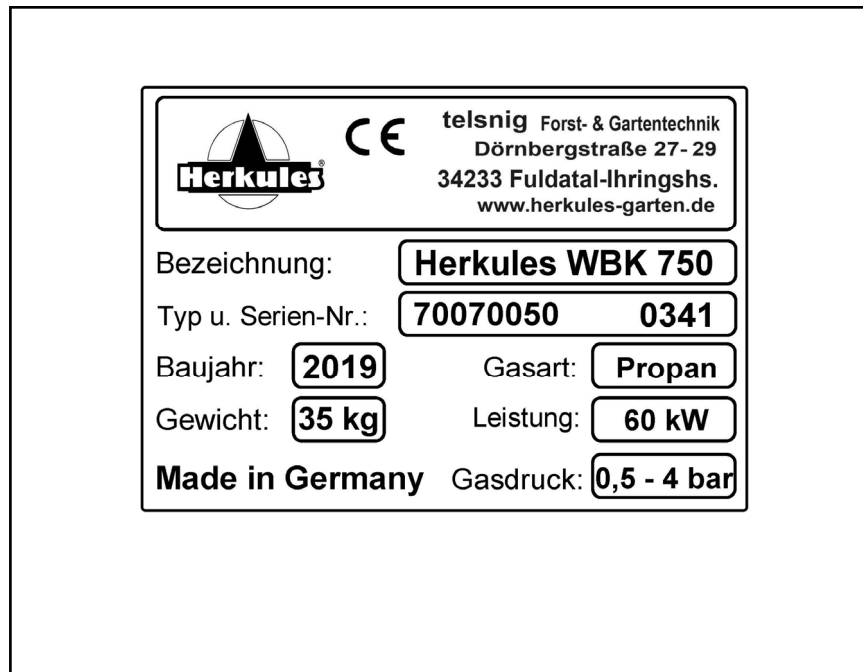 Herkules®
CE
telsnig Forst- & Gartentechnik
Dörnbergstraße 27-29
34233 Fuldatal-Ihringshs.
www.herkules-garten.de
Bezeichnung: Herkules WBK 750
Typ u. Serien-Nr.: 70070050 0341
Baujahr: 2019 Gasart: Propan
Gewicht: 35 kg Leistung: 60 kW
Made in Germany Gasdruck: 0,5 - 4 bar